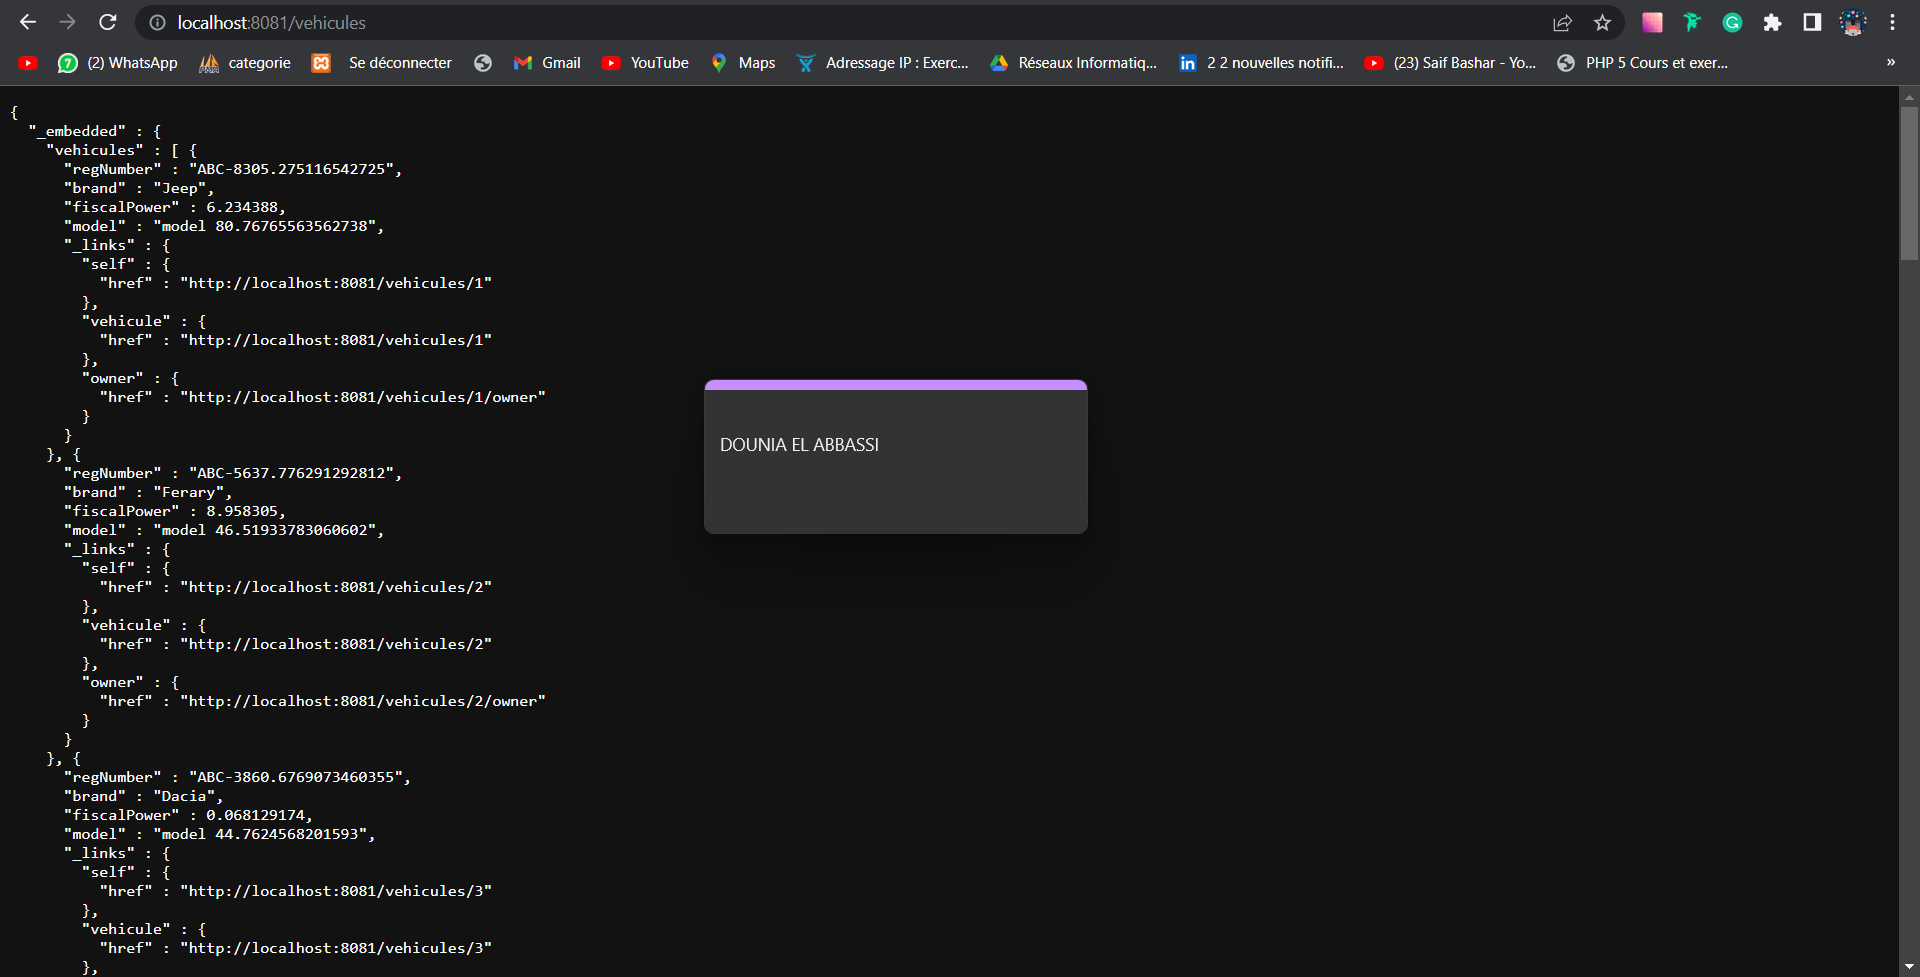 localhost:8081/vehicules
(2) WhatsApp categorie Se déconnecter Gmail YouTube Maps Adressage IP : Exerc... Réseaux Informatiq... 2 2 nouvelles notifi... (23) Saif Bashar - Yo... PHP 5 Cours et exer... »
{
  "_embedded" : {
    "vehicules" : [ {
      "regNumber" : "ABC-8305.275116542725",
      "brand" : "Jeep",
      "fiscalPower" : 6.234388,
      "model" : "model 80.76765563562738",
      "_links" : {
        "self" : {
          "href" : "http://localhost:8081/vehicules/1"
        },
        "vehicule" : {
          "href" : "http://localhost:8081/vehicules/1"
        },
        "owner" : {
          "href" : "http://localhost:8081/vehicules/1/owner"
        }
      }
    }, {
      "regNumber" : "ABC-5637.776291292812",
      "brand" : "Ferary",
      "fiscalPower" : 8.958305,
      "model" : "model 46.51933783060602",
      "_links" : {
        "self" : {
          "href" : "http://localhost:8081/vehicules/2"
        },
        "vehicule" : {
          "href" : "http://localhost:8081/vehicules/2"
        },
        "owner" : {
          "href" : "http://localhost:8081/vehicules/2/owner"
        }
      }
    }, {
      "regNumber" : "ABC-3860.6769073460355",
      "brand" : "Dacia",
      "fiscalPower" : 0.068129174,
      "model" : "model 44.7624568201593",
      "_links" : {
        "self" : {
          "href" : "http://localhost:8081/vehicules/3"
        },
        "vehicule" : {
          "href" : "http://localhost:8081/vehicules/3"
        },
DOUNIA EL ABBASSI